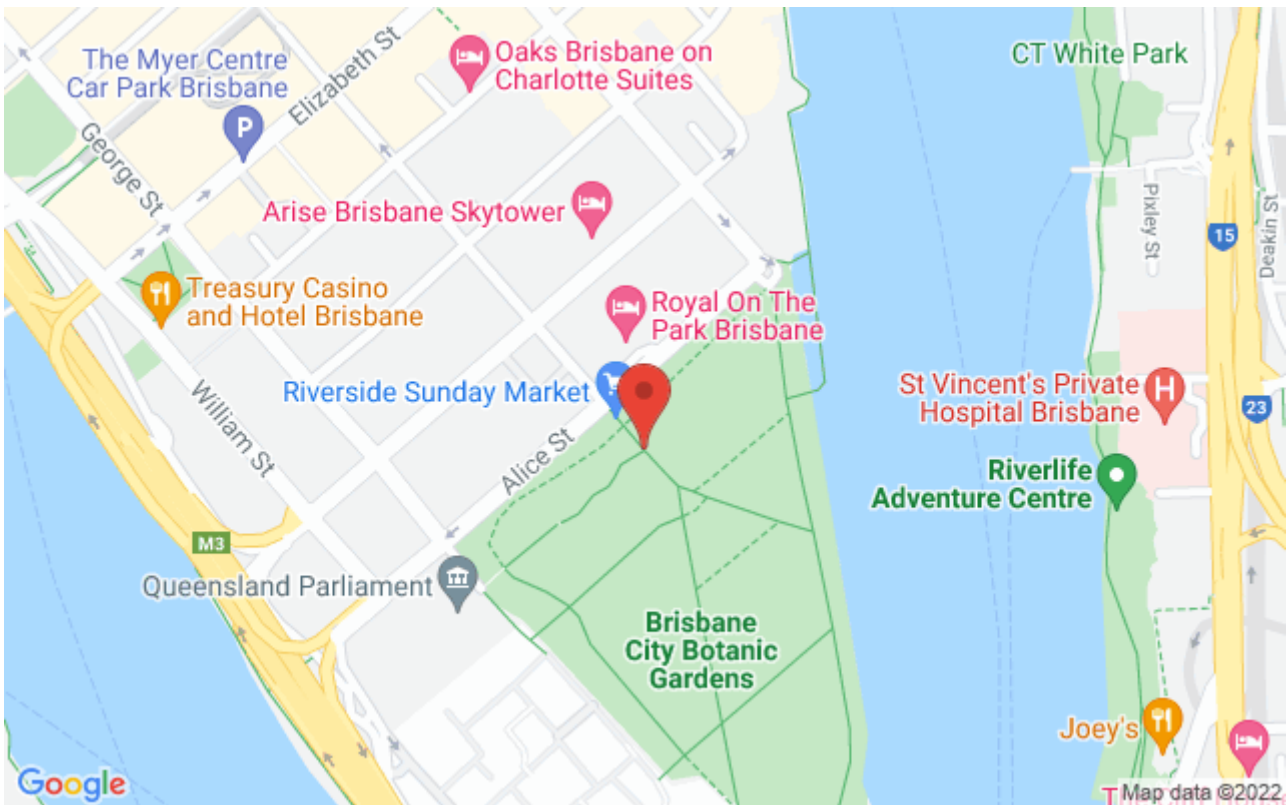 The Myer Centre
Car Park Brisbane
P
Elizabeth St
Oaks Brisbane on
Charlotte Suites
CT White Park
George St
Pixley St
15
Deakin St
Arise Brisbane Skytower
Treasury Casino
and Hotel Brisbane
Royal On The
Park Brisbane
Riverside Sunday Market
William St
Alice St
St Vincent's Private
Hospital Brisbane
H
23
Riverlife
Adventure Centre
M3
Queensland Parliament
Brisbane
City Botanic
Gardens
Joey's
Google
Map data ©2022